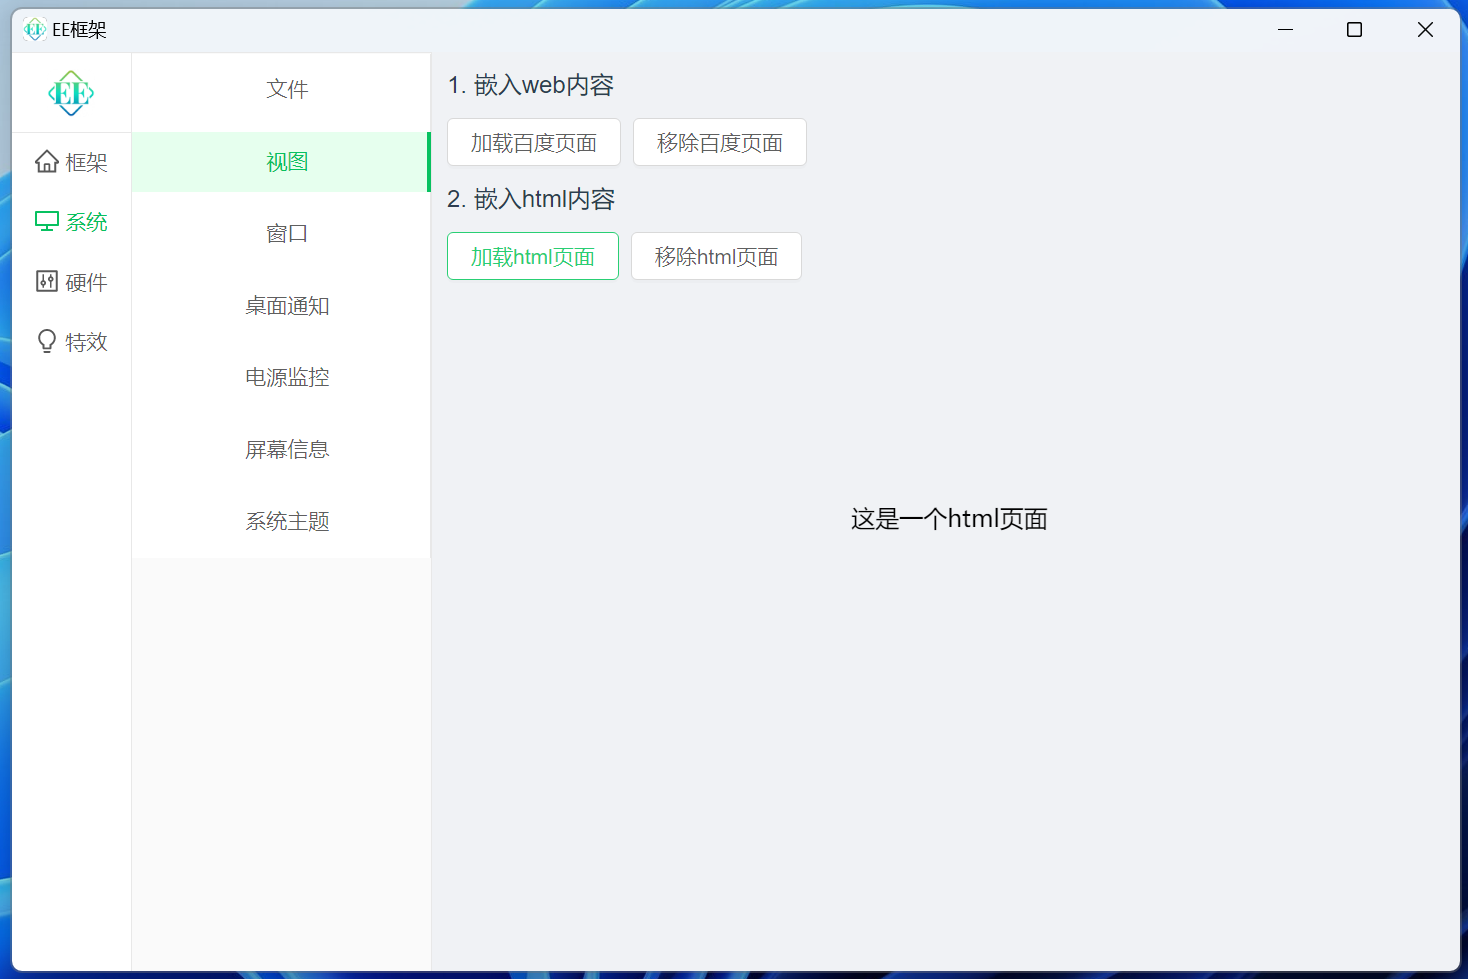 EE框架
EE
框架
系统
硬件
特效
文件
视图
窗口
桌面通知
电源监控
屏幕信息
系统主题
1. 嵌入web内容
加载百度页面 移除百度页面
2. 嵌入html内容
加载html页面 移除html页面
这是一个html页面